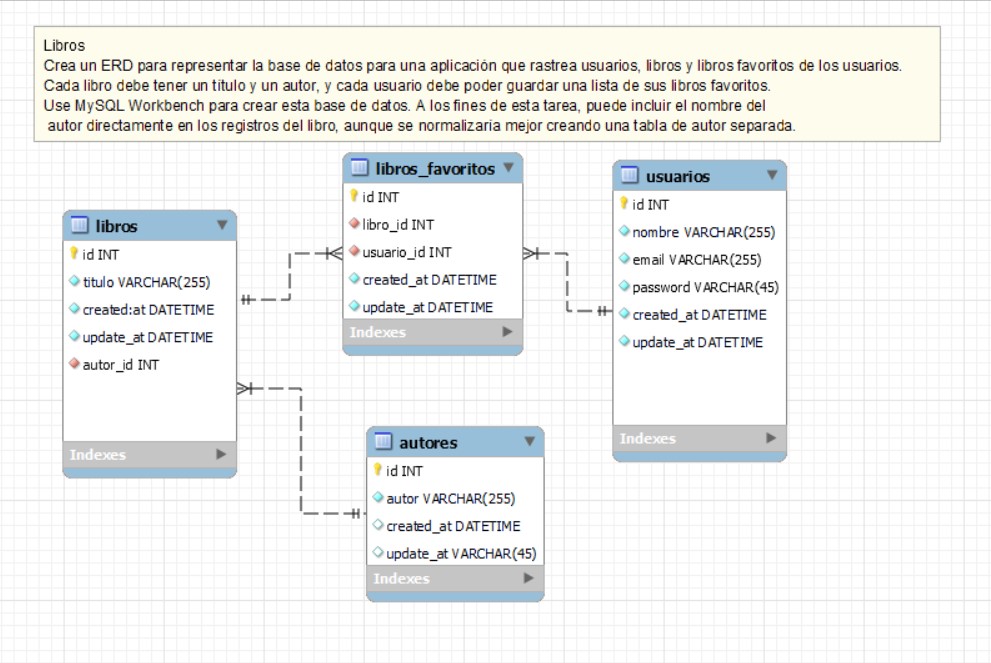 Libros
Crea un ERD para representar la base de datos para una aplicación que rastrea usuarios, libros y libros favoritos de los usuarios.
Cada libro debe tener un título y un autor, y cada usuario debe poder guardar una lista de sus libros favoritos.
Use MySQL Workbench para crear esta base de datos. A los fines de esta tarea, puede incluir el nombre del
autor directamente en los registros del libro, aunque se normalizaría mejor creando una tabla de autor separada.
libros
id INT
titulo VARCHAR(255)
created:at DATETIME
update_at DATETIME
autor_id INT
Indexes
libros_favoritos
id INT
libro_id INT
usuario_id INT
created_at DATETIME
update_at DATETIME
Indexes
usuarios
id INT
nombre VARCHAR(255)
email VARCHAR(255)
password VARCHAR(45)
created_at DATETIME
update_at DATETIME
Indexes
autores
id INT
autor VARCHAR(255)
created_at DATETIME
update_at VARCHAR(45)
Indexes